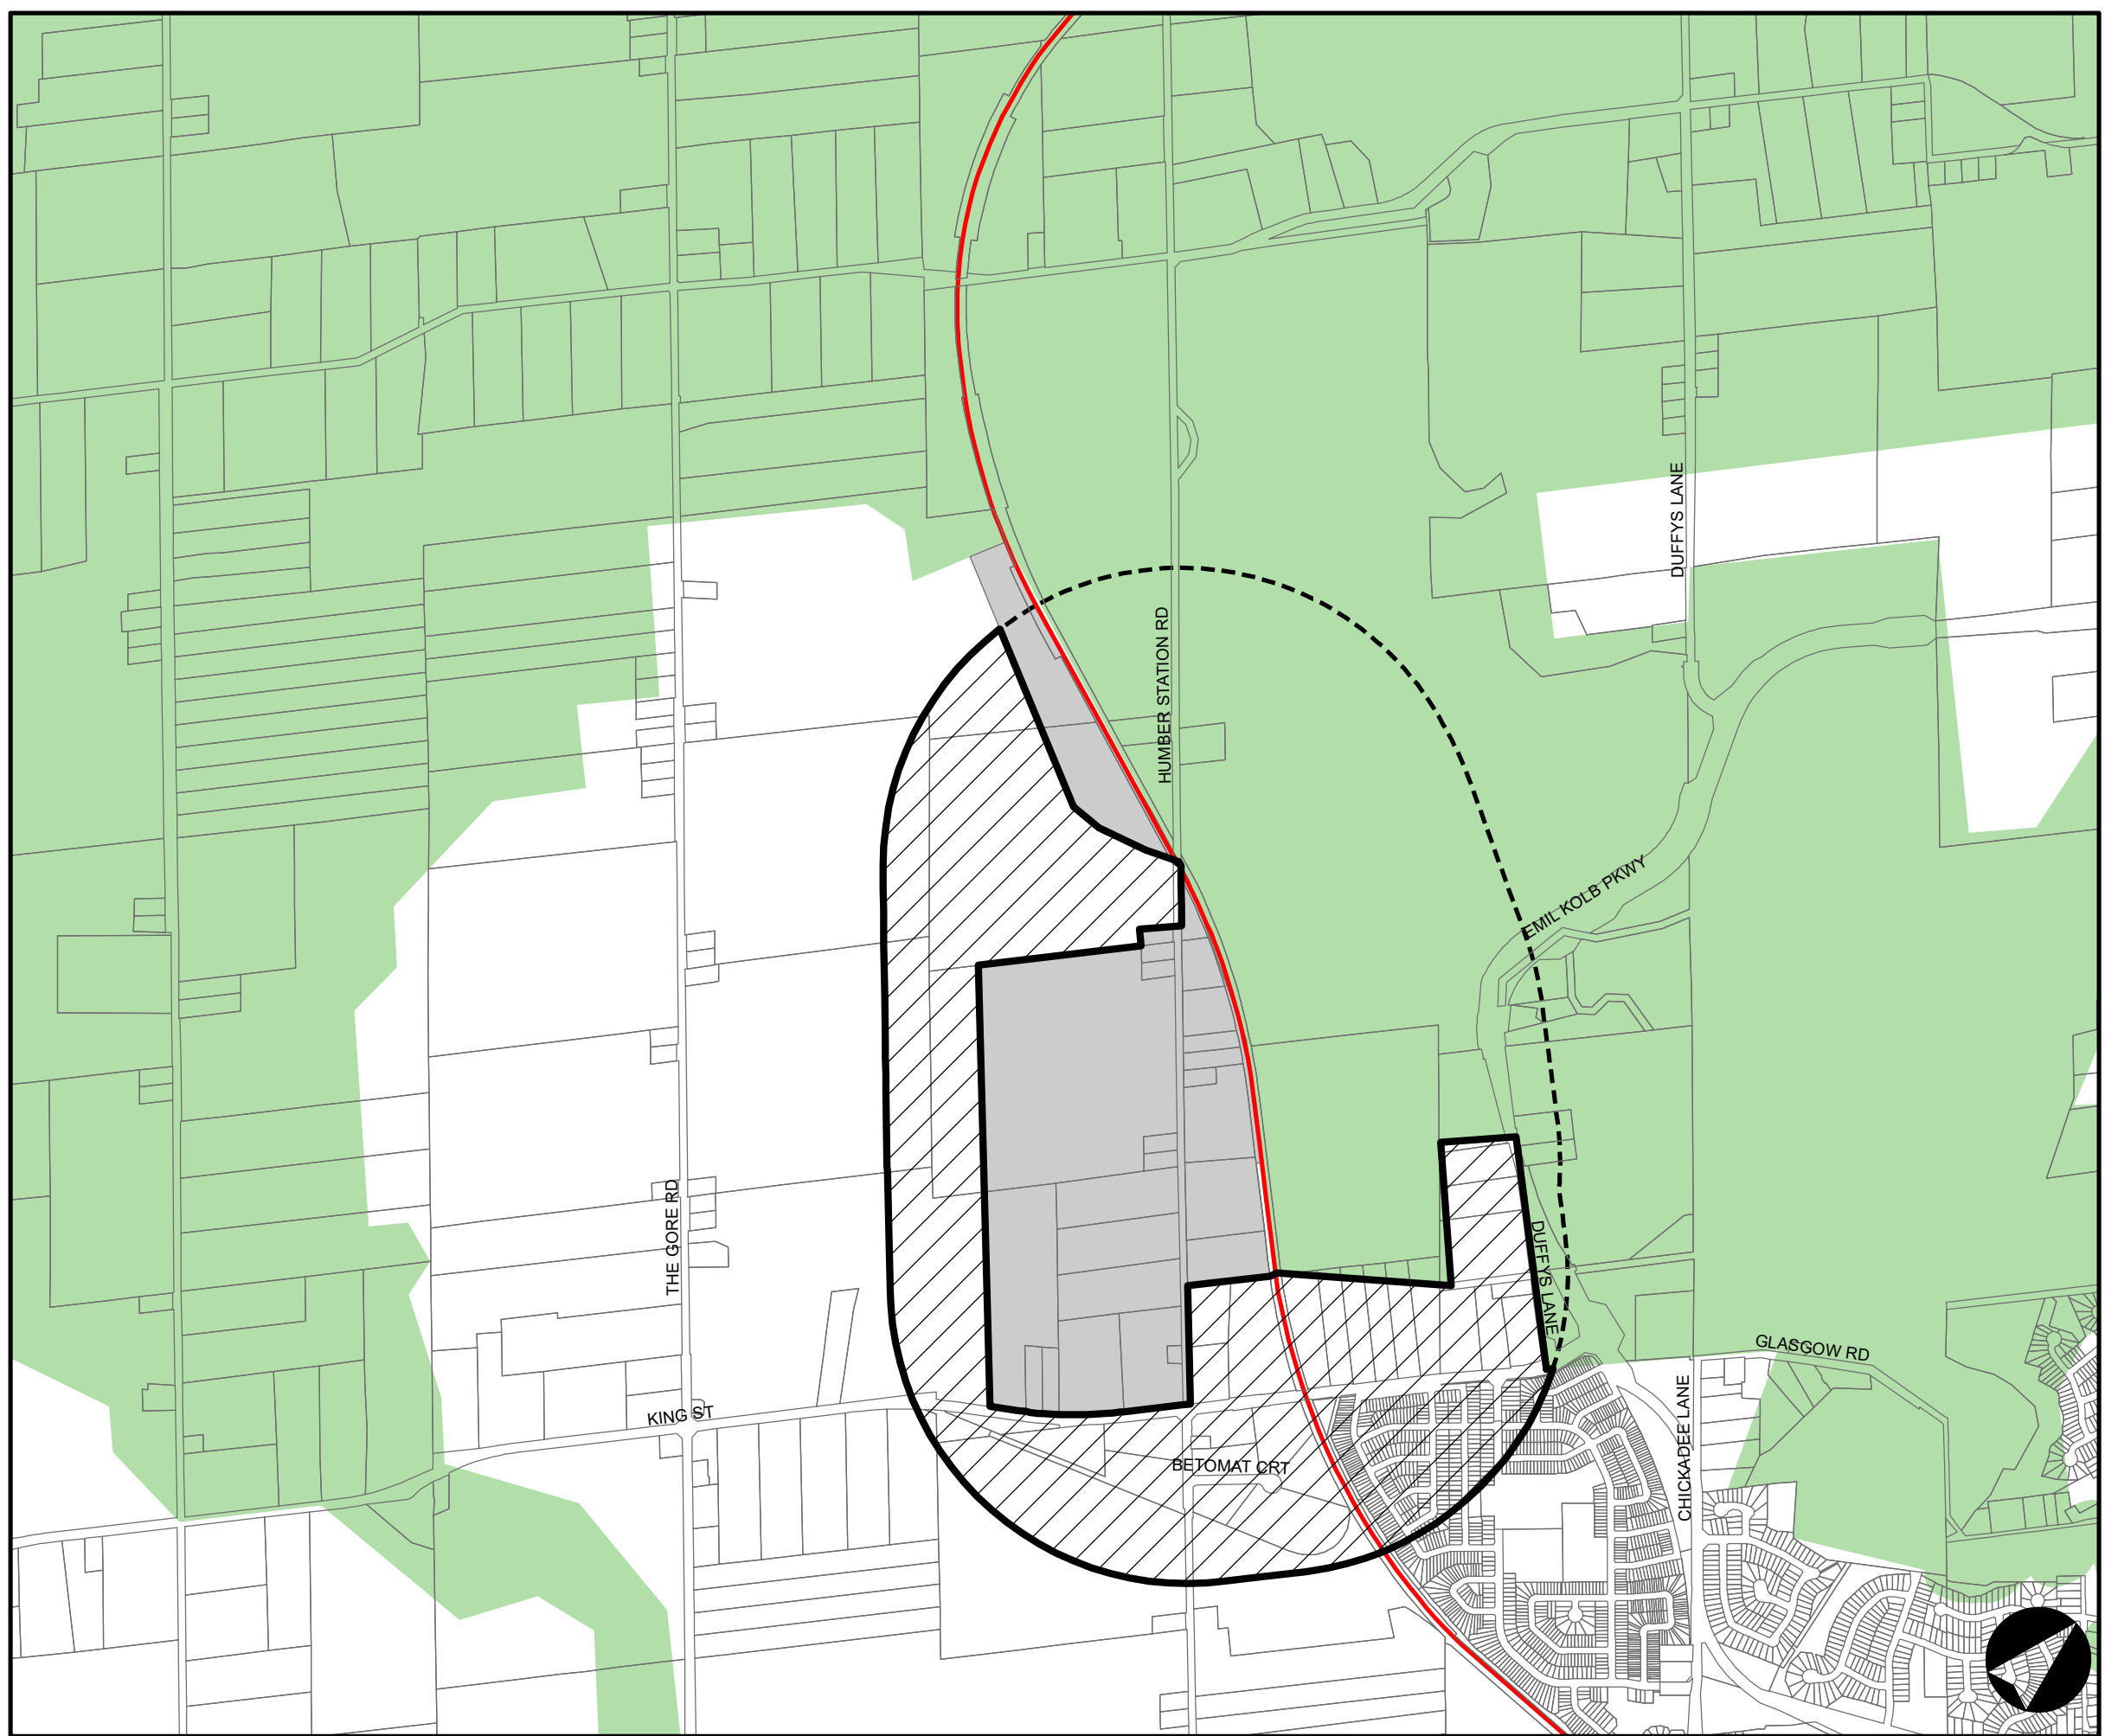 DUFFYS LANE
HUMBER STATION RD
EMIL KOLB PKWY
THE GORE RD
DUFFYS LANE
GLASGOW RD
CHICKADEE LANE
KING ST
BETOMAT CRT